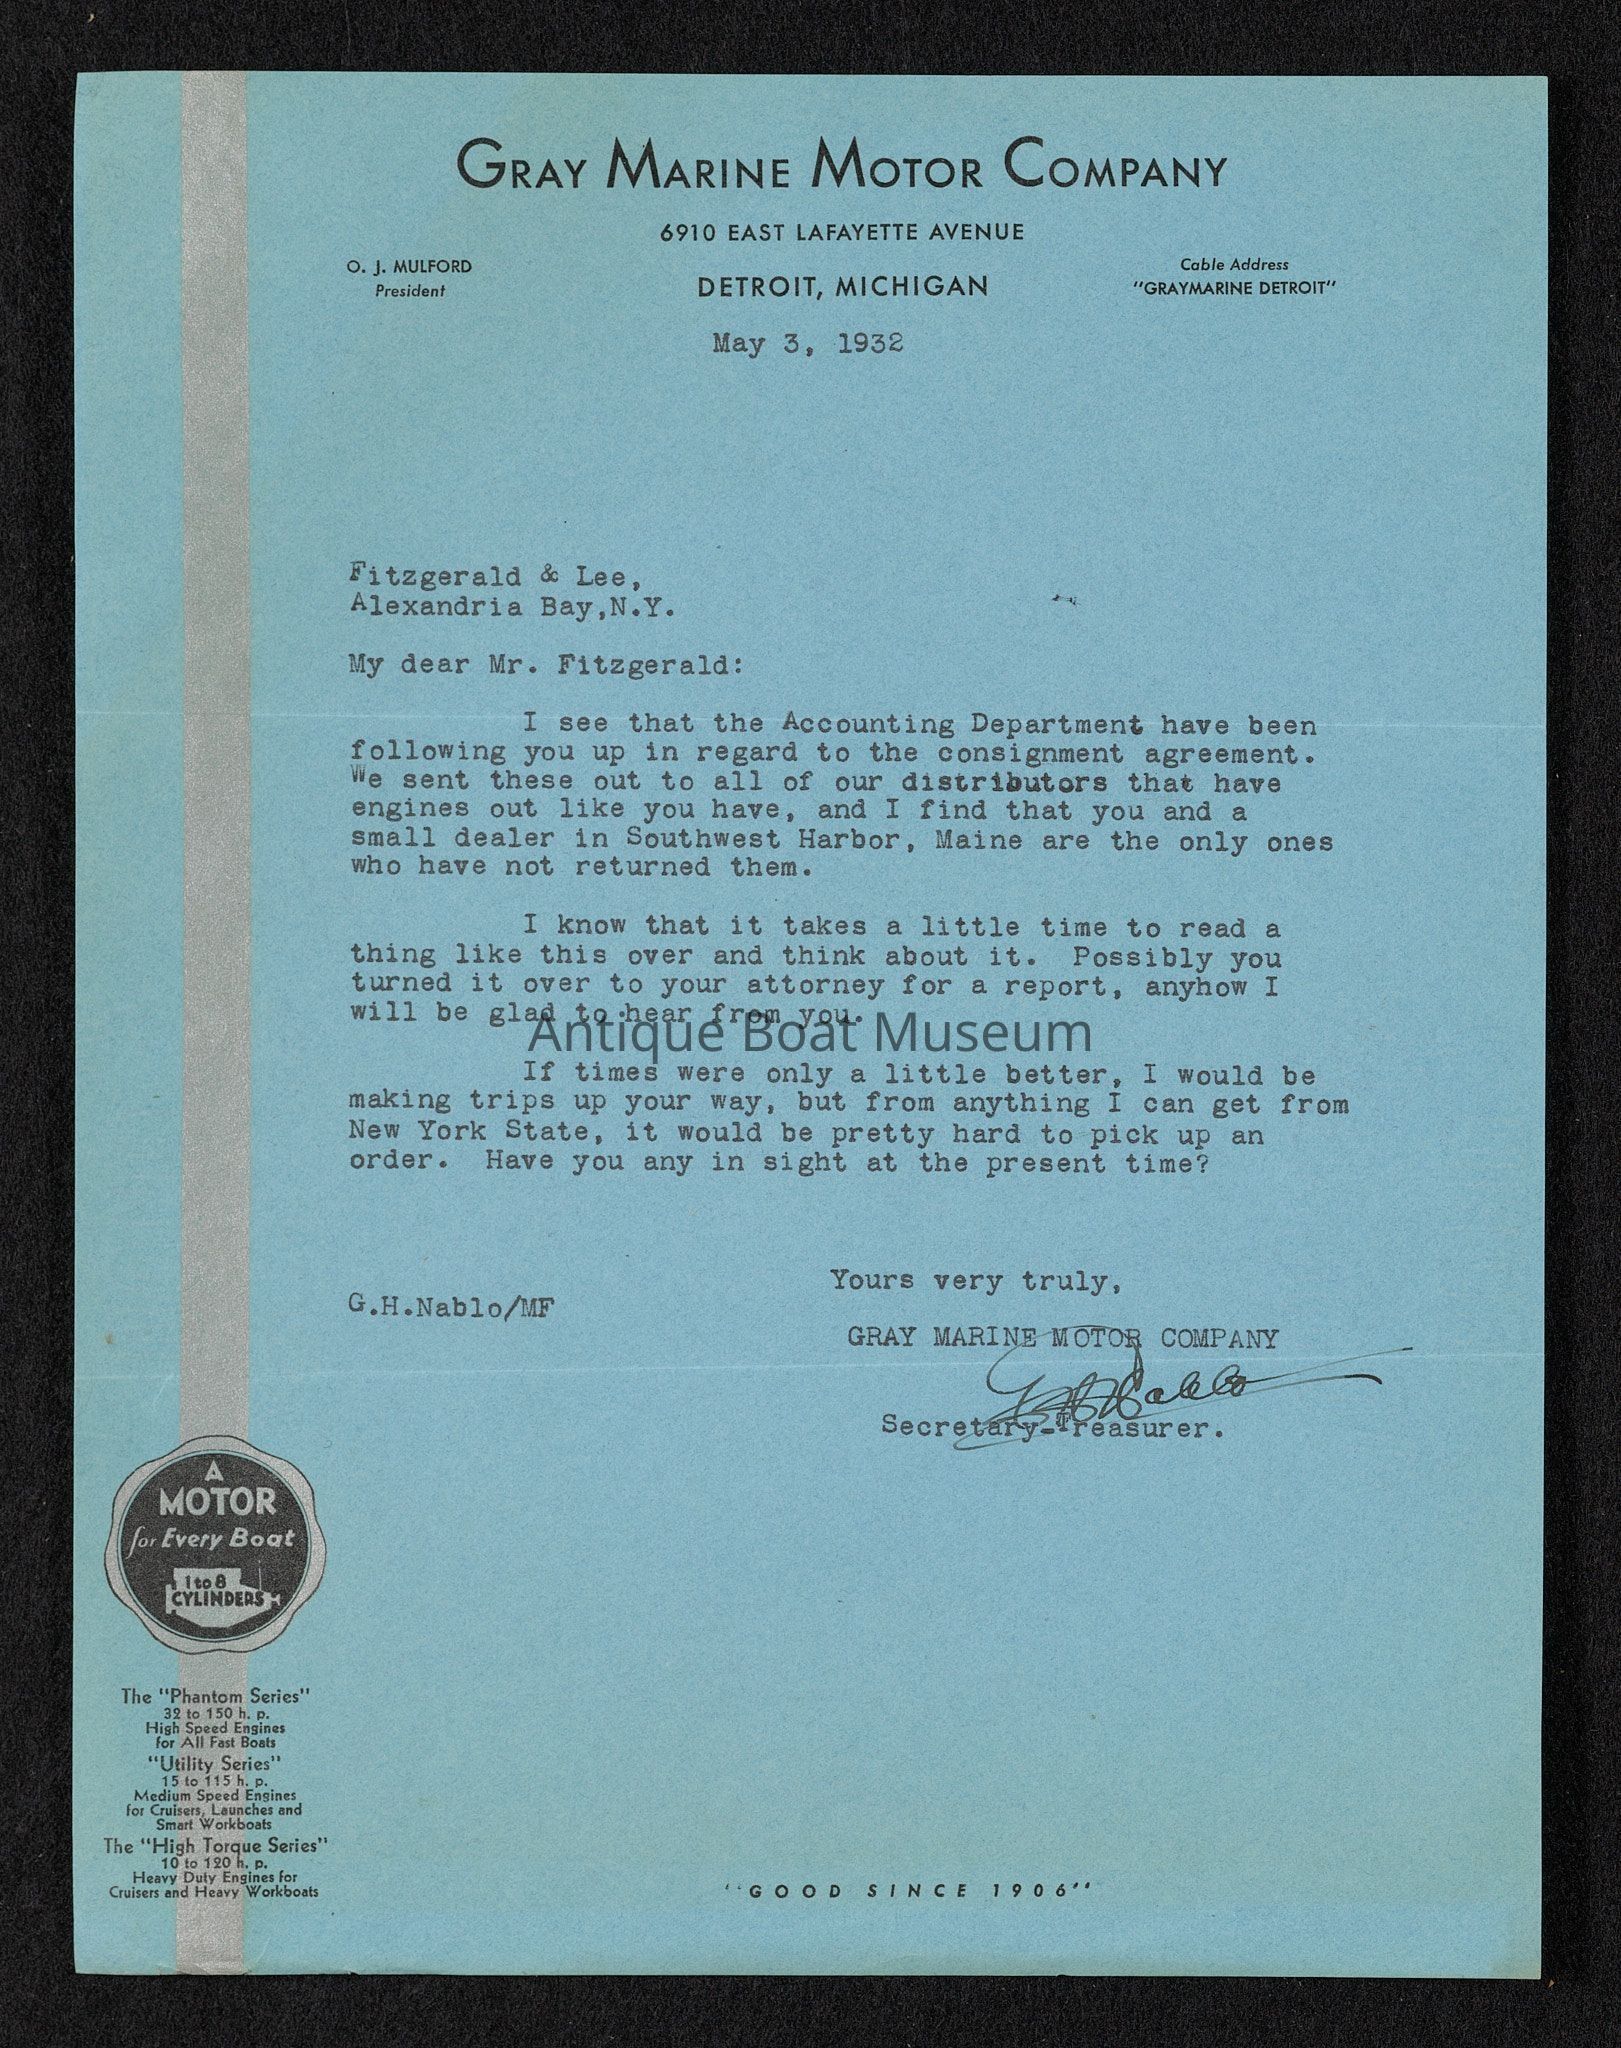 GRAY MARINE MOTOR COMPANY
6910 EAST LAFAYETTE AVENUE
O. J. MULFORD
President
DETROIT, MICHIGAN
Cable Address
"GRAYMARINE DETROIT"
May 3, 1932
Fitzgerald & Lee,
Alexandria Bay,N.Y.
My dear Mr. Fitzgerald:
I see that the Accounting Department have been
following you up in regard to the consignment agreement.
We sent these out to all of our distributors that have
engines out like you have, and I find that you and a
small dealer in Southwest Harbor, Maine are the only ones
who have not returned them.
I know that it takes a little time to read a
thing like this over and think about it. Possibly you
turned it over to your attorney for a report, anyhow I
will be glad to hear from you.
Antique Boat Museum
If times were only a little better, I would be
making trips up your way, but from anything I can get from
New York State, it would be pretty hard to pick up an
order. Have you any in sight at the present time?
Yours very truly,
G.H.Nablo/MF
GRAY MARINE MOTOR COMPANY
G H Nablo
Secretary-Treasurer.
A
MOTOR
for Every Boat
1 to 8
CYLINDERS
The "Phantom Series"
32 to 150 h. p.
High Speed Engines
for All Fast Boats
"Utility Series"
15 to 115 h. p.
Medium Speed Engines
for Cruisers, Launches and
Smart Workboats
The "High Torque Series"
10 to 120 h. p.
Heavy Duty Engines for
Cruisers and Heavy Workboats
"GOOD SINCE 1906"